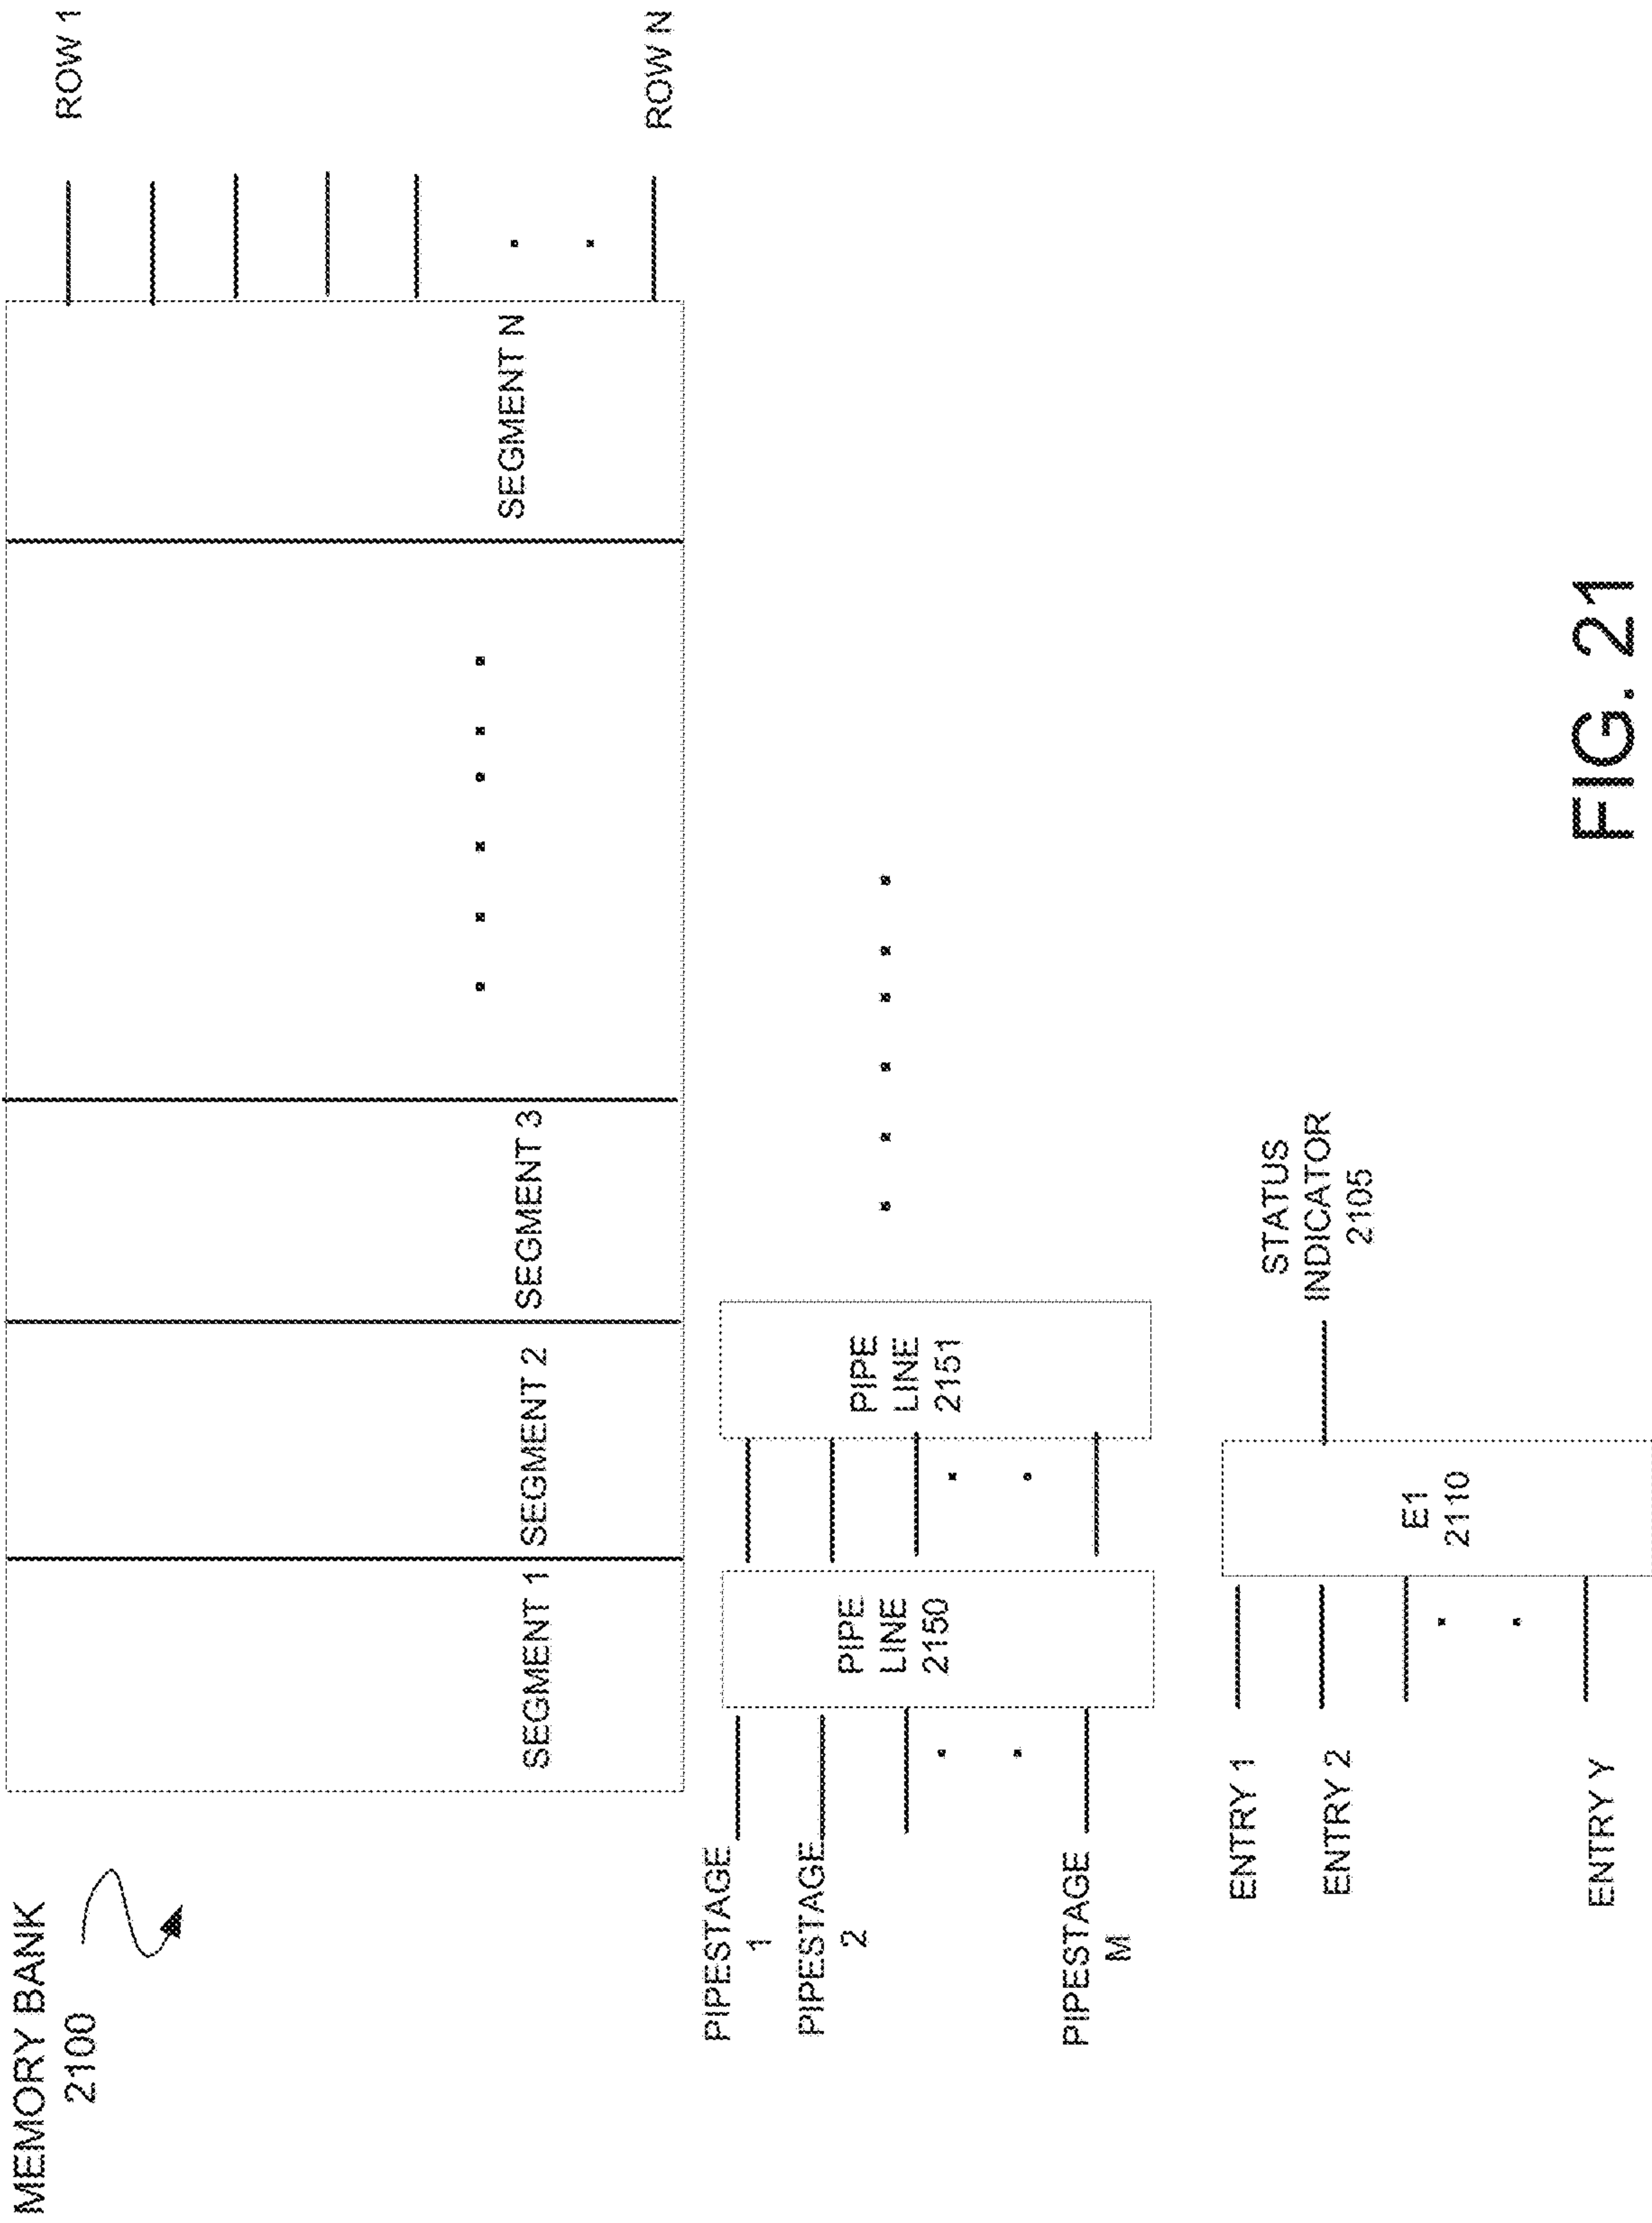 MEMORY BANK
2100
ROW 1
ROW N
SEGMENT 1
SEGMENT 2
SEGMENT 3
SEGMENT N
PIPESTAGE
1
PIPESTAGE
2
PIPESTAGE
M
PIPE
LINE
2150
PIPE
LINE
2151
ENTRY 1
ENTRY 2
ENTRY Y
E1
2110
STATUS
INDICATOR
2105
FIG. 21